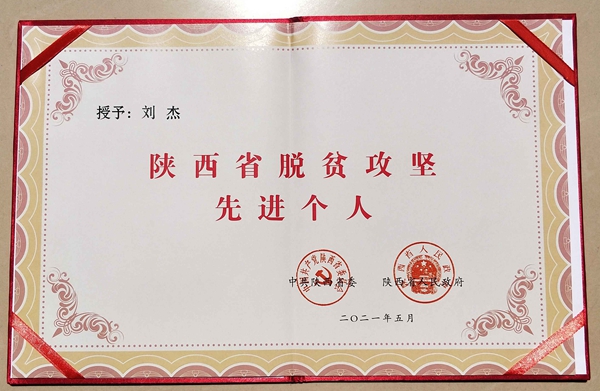 授予：刘 杰
陕西省脱贫攻坚
先进个人
中共陕西省委 陕西省人民政府
二〇二一年五月